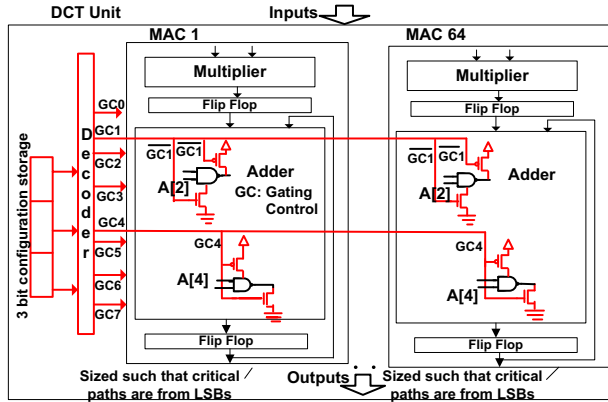 DCT Unit
Inputs
MAC 1
MAC 64
Multiplier
Multiplier
Flip Flop
Flip Flop
3 bit configuration storage
Decoder
GC0
GC1
GC2
GC3
GC4
GC5
GC6
GC7
GC1
GC1
A[2]
Adder
GC: Gating
Control
GC4
A[4]
GC1
GC1
A[2]
Adder
GC4
A[4]
Flip Flop
Flip Flop
Sized such that critical
paths are from LSBs
Outputs
Sized such that critical
paths are from LSBs